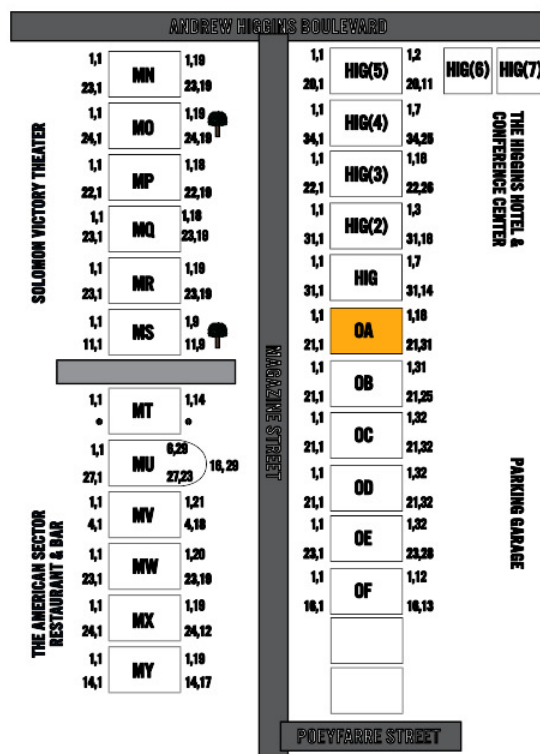 ANDREW HIGGINS BOULEVARD
1,1 MN 1,19
23,1 23,19
1,1 MO 1,19
24,1 24,19
1,1 MP 1,18
22,1 22,19
1,1 MQ 1,18
23,1 23,19
1,1 MR 1,19
23,1 23,19
1,1 MS 1,9
11,1 11,9
SOLOMON VICTORY THEATER
1,1 MT 1,14
1,1 MU 6,29
27,1 27,23
16,29
1,1 MV 1,21
4,1 4,18
1,1 MW 1,20
23,1 23,19
1,1 MX 1,19
24,1 24,12
1,1 MY 1,19
14,1 14,17
THE AMERICAN SECTOR
RESTAURANT & BAR
MAGAZINE STREET
1,1 HIG(5) 1,2
20,11
HIG(6)
HIG(7)
1,1 HIG(4) 1,7
34,1 34,25
1,1 HIG(3) 1,16
22,1 22,26
1,1 HIG(2) 1,3
31,1 31,16
1,1 HIG 1,7
31,1 31,14
THE HIGGINS HOTEL &
CONFERENCE CENTER
1,1 OA 1,18
21,1 21,31
1,1 OB 1,31
21,1 21,25
1,1 OC 1,32
21,1 21,32
1,1 OD 1,32
21,1 21,32
1,1 OE 1,32
23,1 23,28
1,1 OF 1,12
16,1 16,13
PARKING GARAGE
POEYFARRE STREET